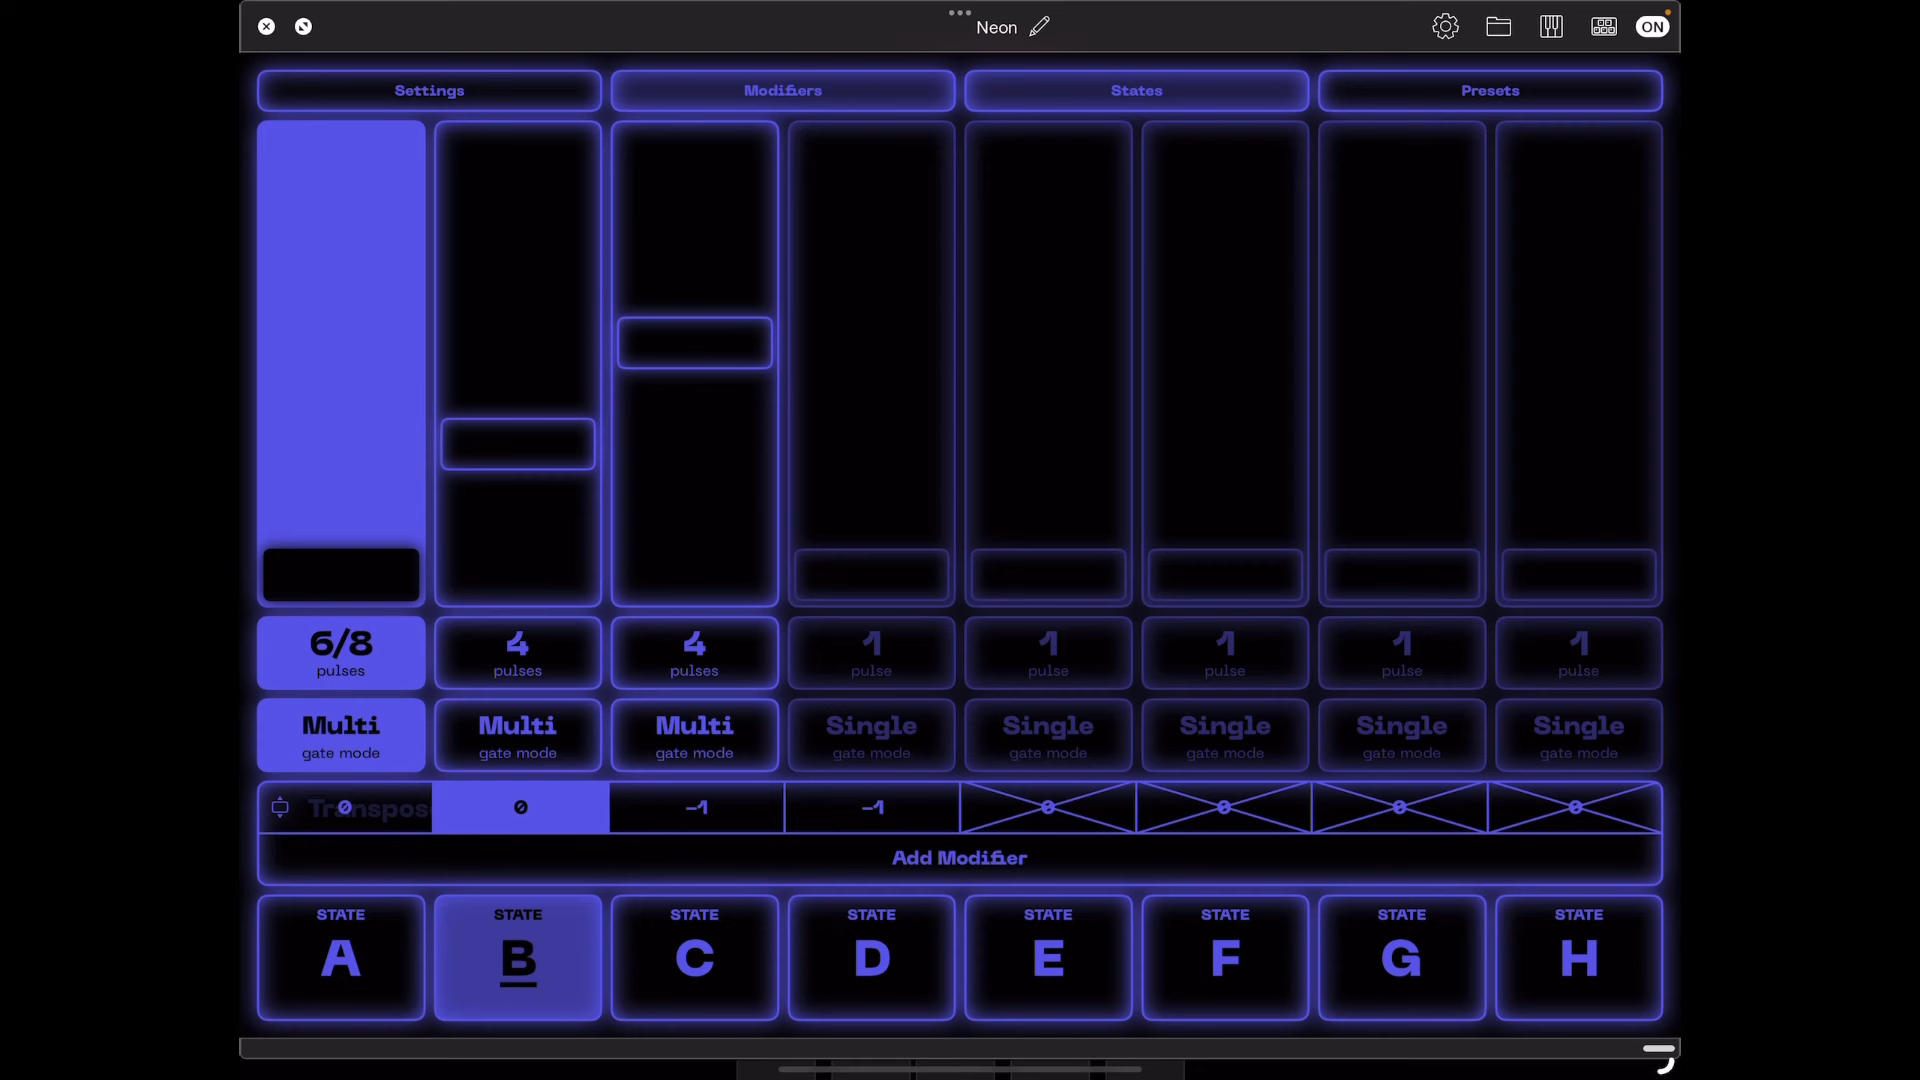 Neon
ON
Settings Modifiers States Presets
6/8 4 4 1 1 1 1 1
pulses pulses pulses pulse pulse pulse pulse pulse
Multi Multi Multi Single Single Single Single Single
gate mode gate mode gate mode gate mode gate mode gate mode gate mode gate mode
Transpos 0 0 -1 -1 0 0 0 0
Add Modifier
STATE STATE STATE STATE STATE STATE STATE STATE
A B C D E F G H